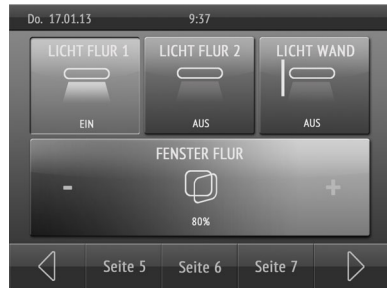 Do. 17.01.13 9:37
LICHT FLUR 1 LICHT FLUR 2 LICHT WAND
EIN AUS AUS
FENSTER FLUR
- +
80%
Seite 5 Seite 6 Seite 7